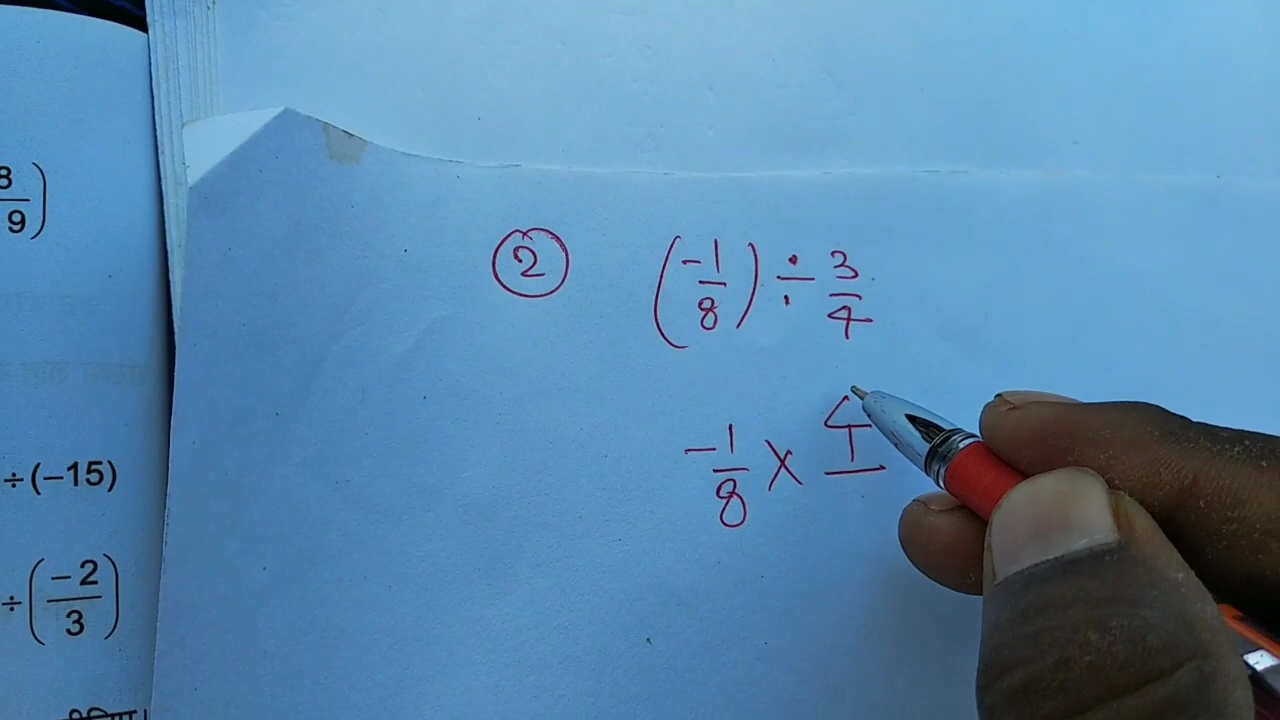 8/9)
÷(−15)
÷(−2/3)
② (−1/8) ÷ 3/4
−1/8 × 4/